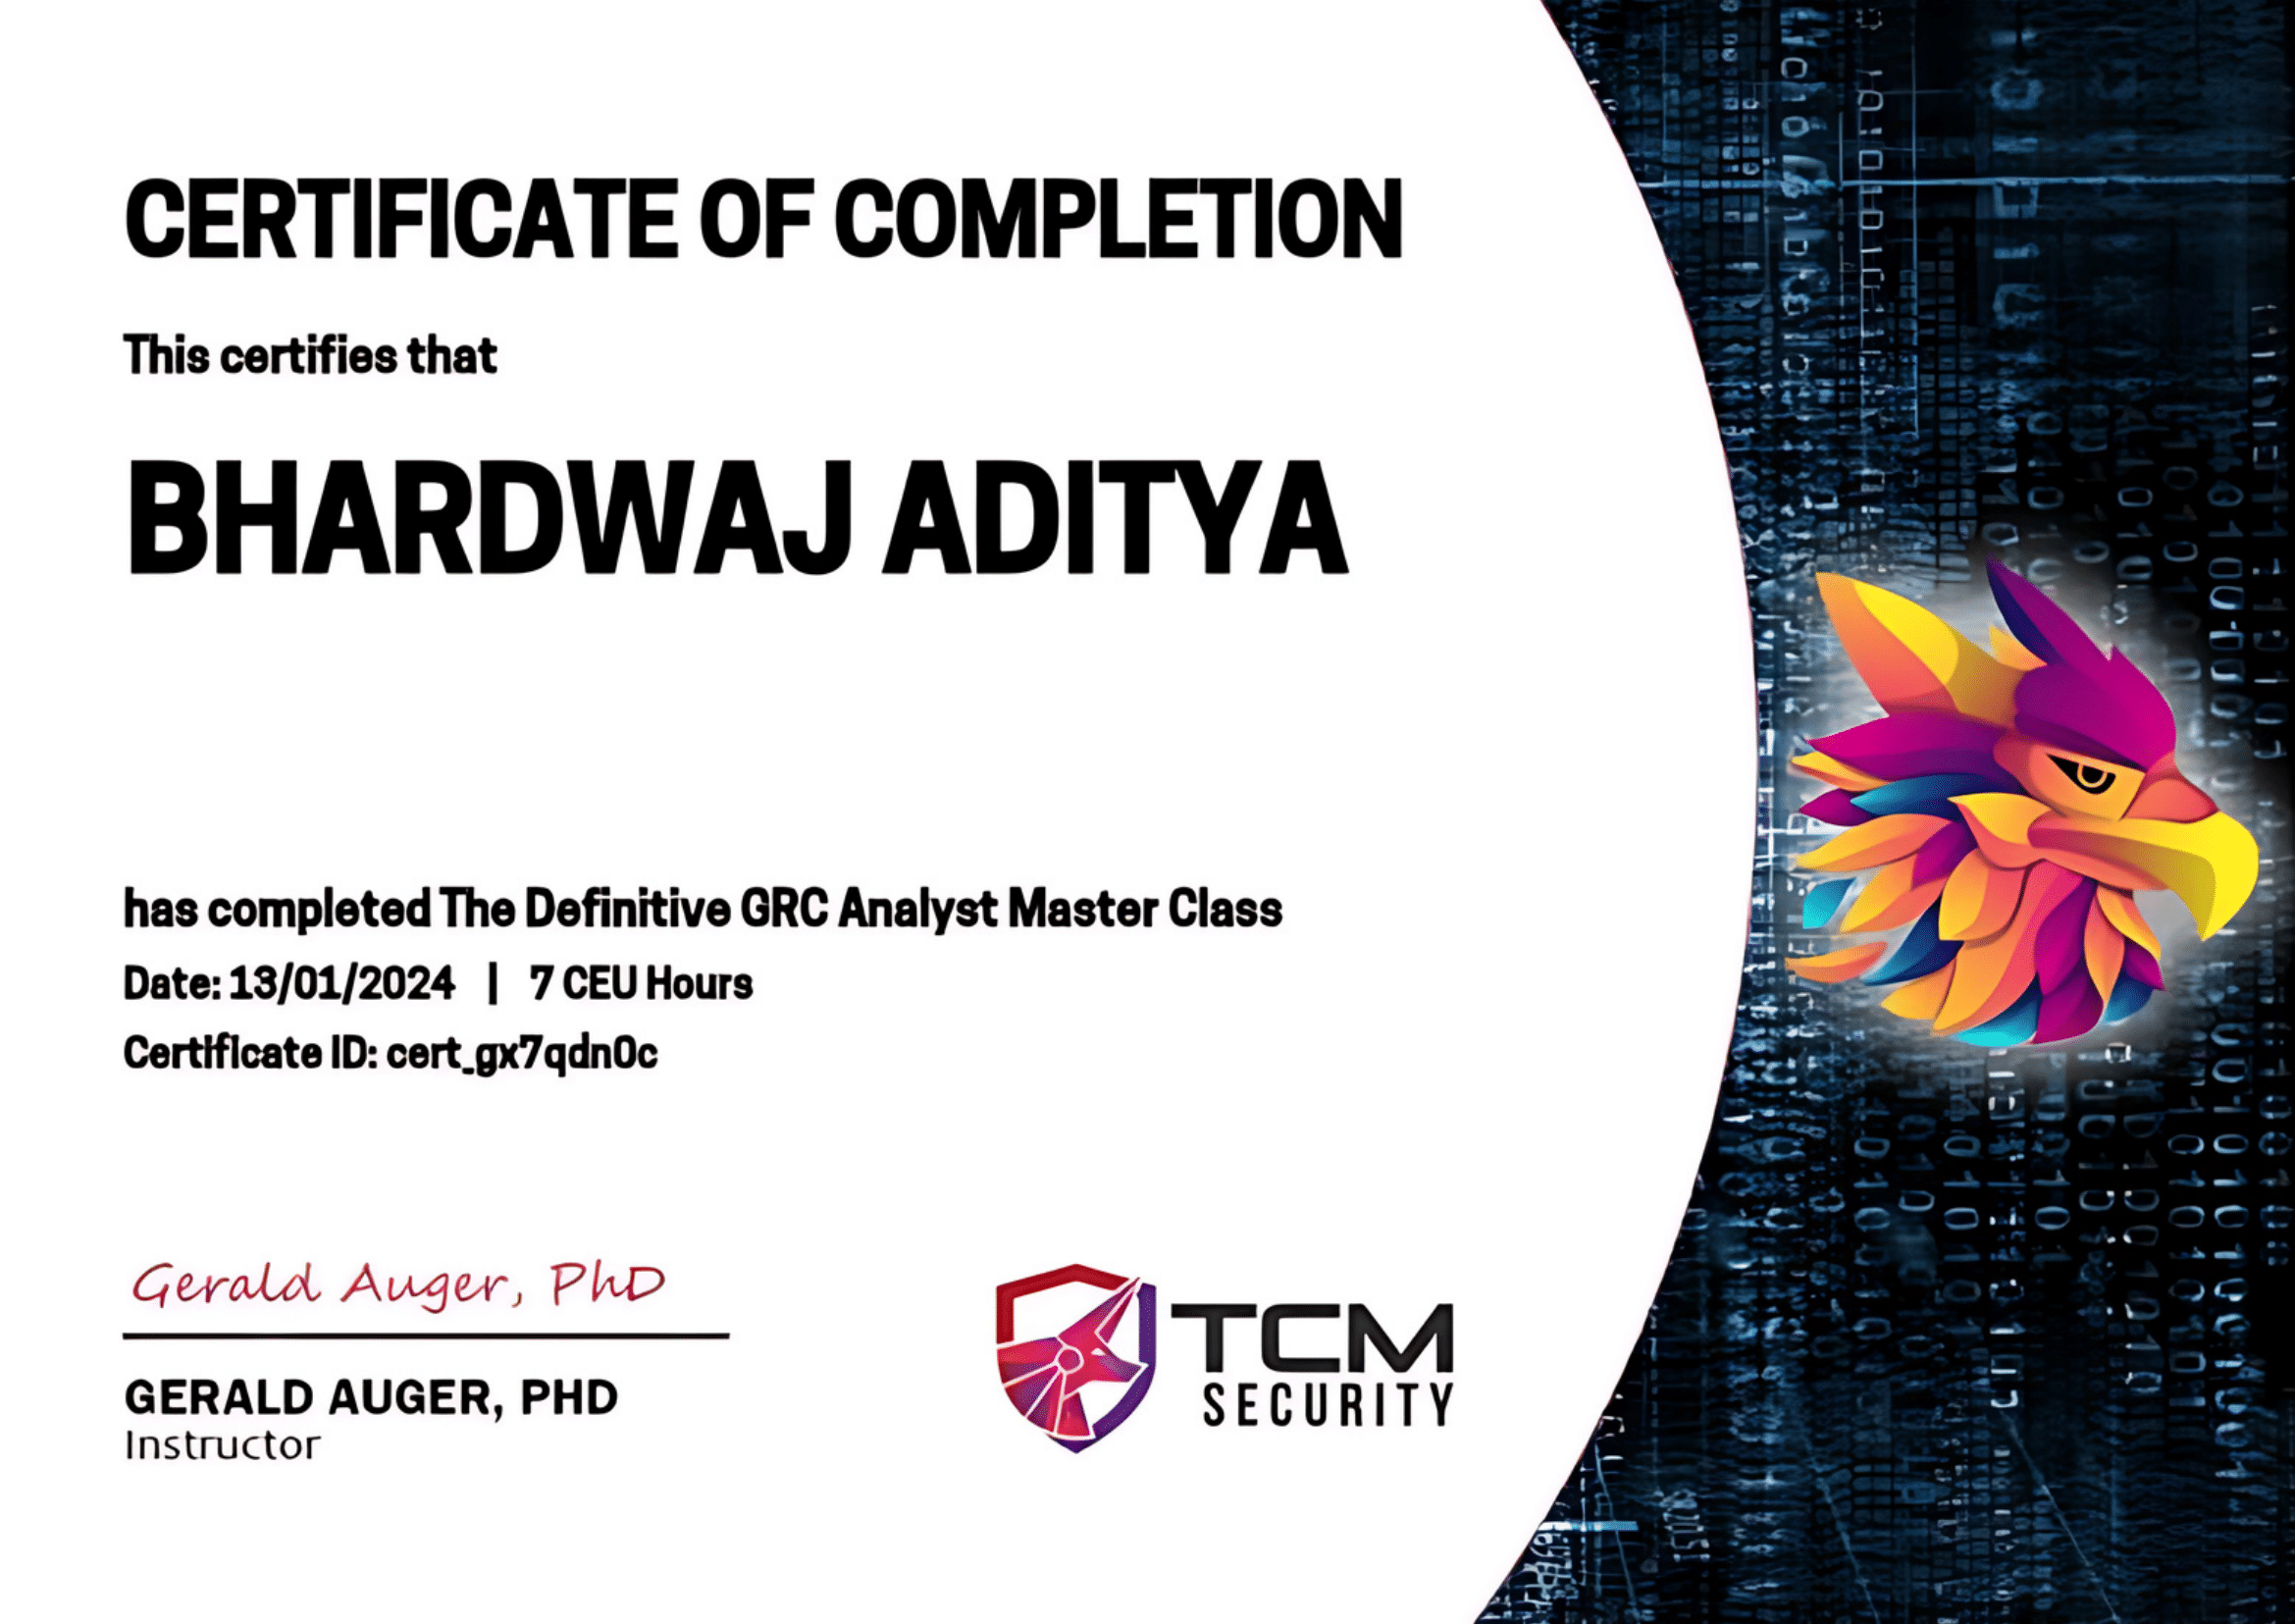 CERTIFICATE OF COMPLETION
This certifies that
BHARDWAJ ADITYA
has completed The Definitive GRC Analyst Master Class
Date: 13/01/2024 | 7 CEU Hours
Certificate ID: cert_gx7qdn0c
Gerald Auger, PhD
GERALD AUGER, PHD
Instructor
TCM
SECURITY